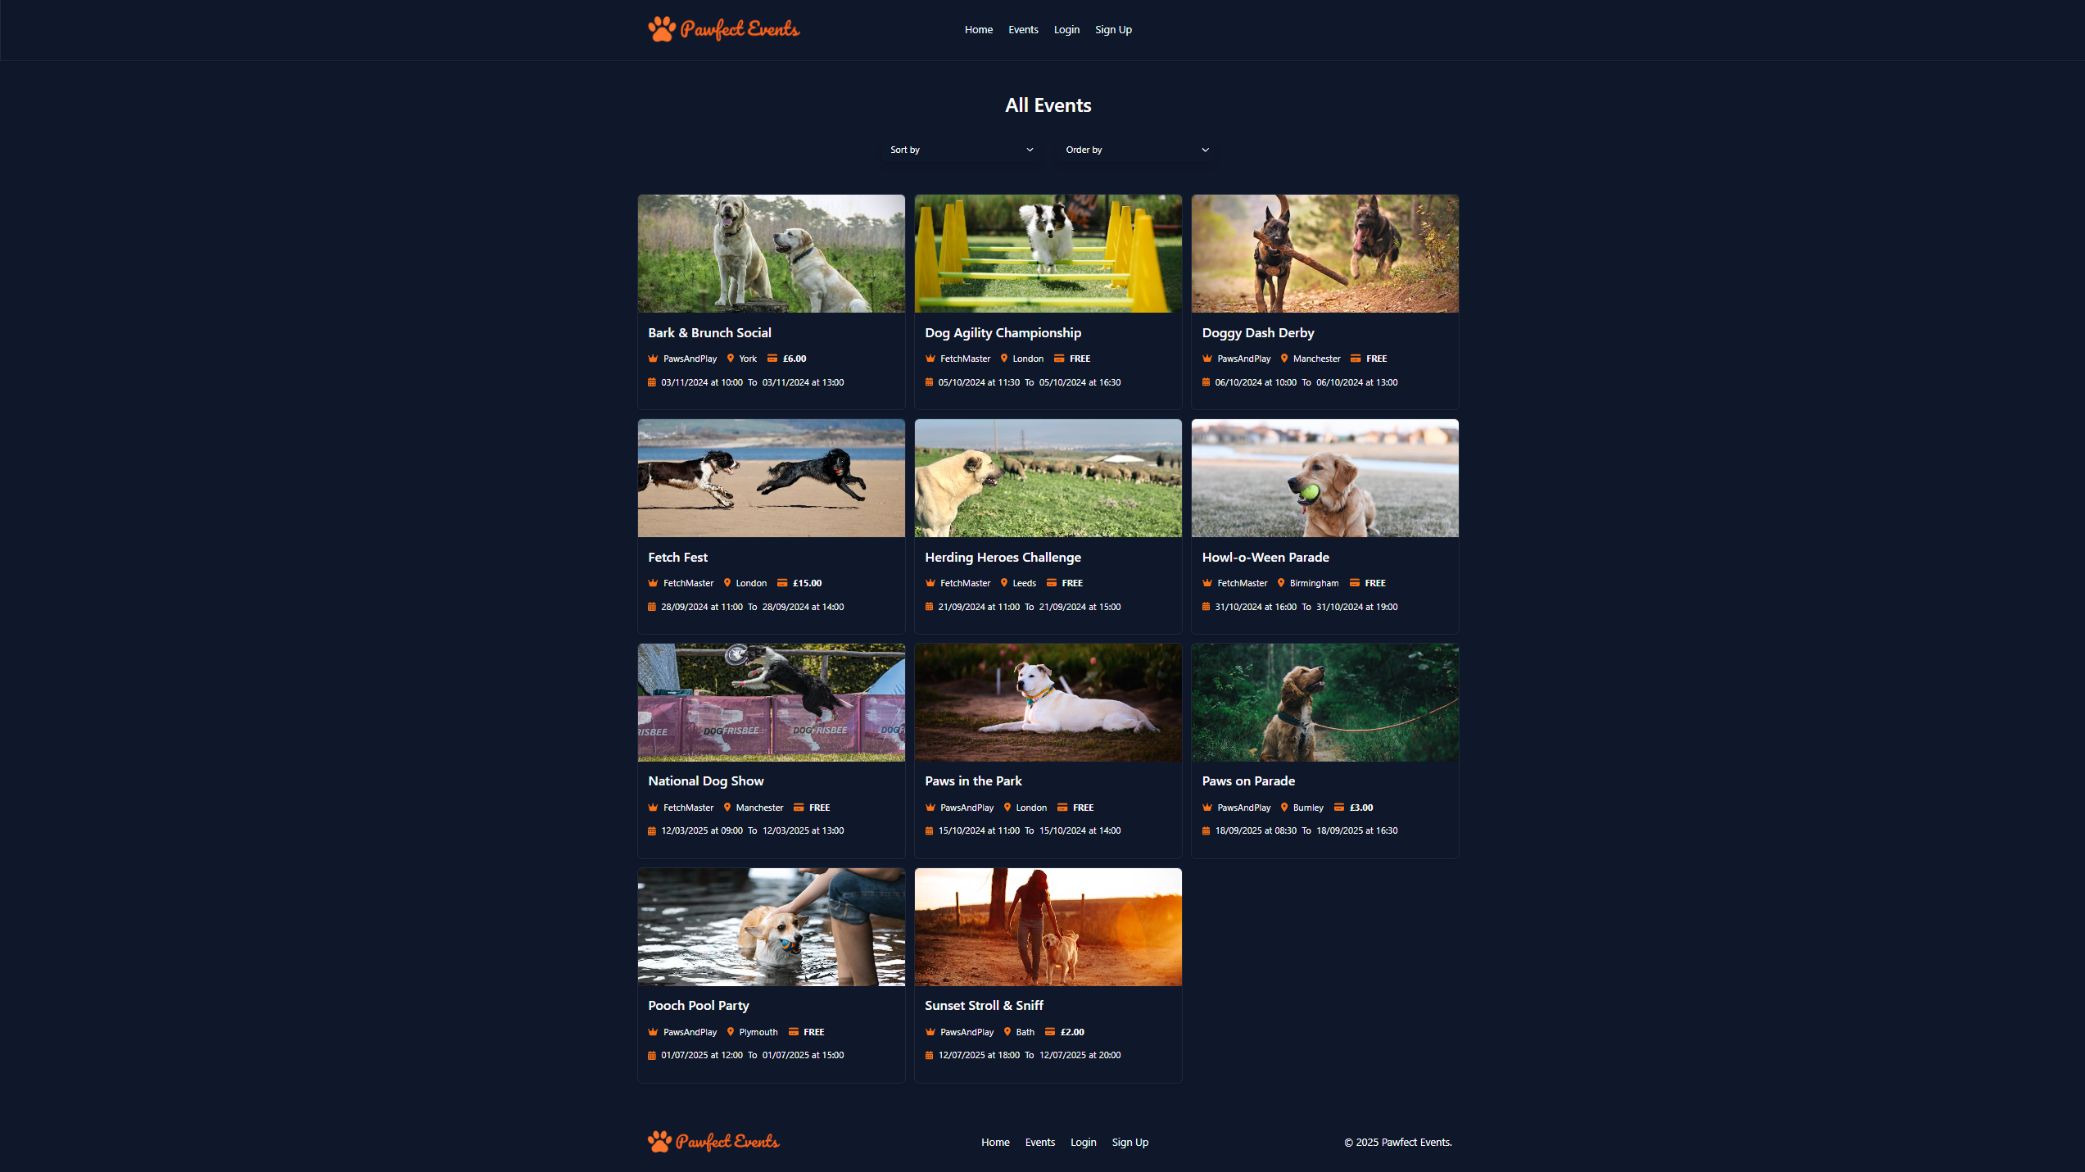 Pawfect Events
Home Events Login Sign Up
All Events
Sort by Order by
Bark & Brunch Social
PawsAndPlay York £6.00
03/11/2024 at 10:00 To 03/11/2024 at 13:00
Dog Agility Championship
FetchMaster London FREE
05/10/2024 at 11:30 To 05/10/2024 at 16:30
Doggy Dash Derby
PawsAndPlay Manchester FREE
06/10/2024 at 10:00 To 06/10/2024 at 13:00
Fetch Fest
FetchMaster London £15.00
28/09/2024 at 11:00 To 28/09/2024 at 14:00
Herding Heroes Challenge
FetchMaster Leeds FREE
21/09/2024 at 11:00 To 21/09/2024 at 15:00
Howl-o-Ween Parade
FetchMaster Birmingham FREE
31/10/2024 at 16:00 To 31/10/2024 at 19:00
RISBEE DOGFRISBEE DOGFRISBEE DOGF
National Dog Show
FetchMaster Manchester FREE
12/03/2025 at 09:00 To 12/03/2025 at 13:00
Paws in the Park
PawsAndPlay London FREE
15/10/2024 at 11:00 To 15/10/2024 at 14:00
Paws on Parade
PawsAndPlay Burnley £3.00
18/09/2025 at 08:30 To 18/09/2025 at 16:30
Pooch Pool Party
PawsAndPlay Plymouth FREE
01/07/2025 at 12:00 To 01/07/2025 at 15:00
Sunset Stroll & Sniff
PawsAndPlay Bath £2.00
12/07/2025 at 18:00 To 12/07/2025 at 20:00
Pawfect Events
Home Events Login Sign Up
© 2025 Pawfect Events.